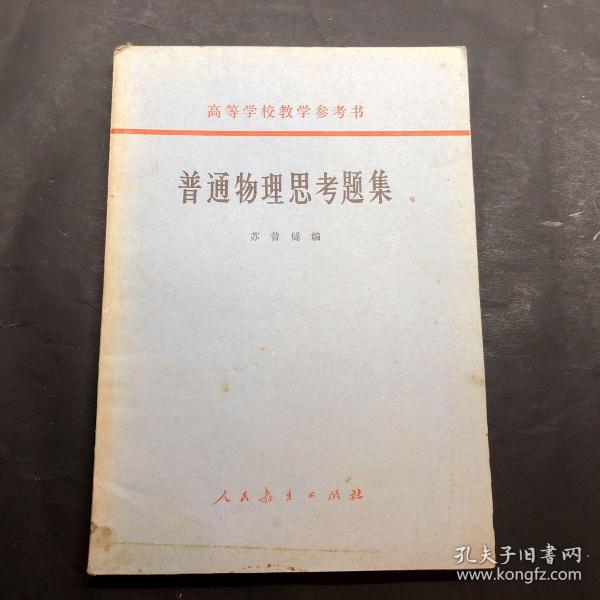 高等学校教学参考书
普通物理思考题集
苏曾燧编
人民教育出版社
孔夫子旧书网
www.kongfz.com